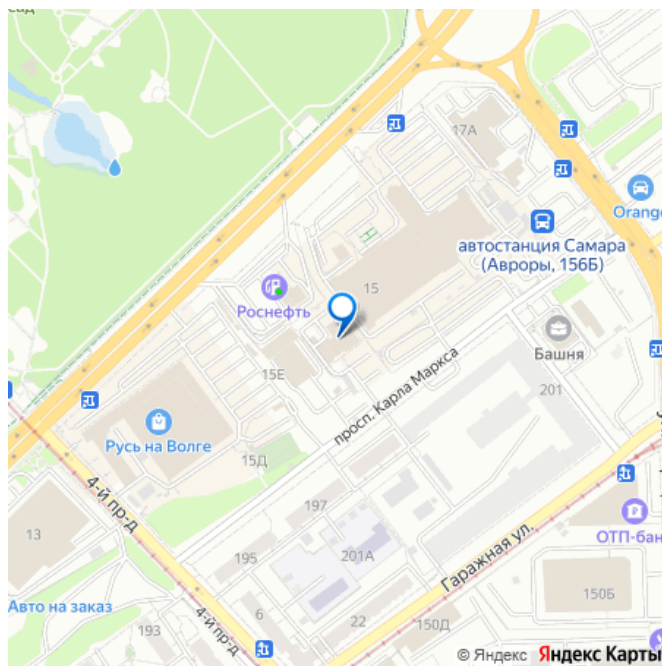 сад
17А
Orange
автостанция Самара
(Авроры, 156Б)
15
Роснефть
Башня
просп. Карла Маркса
15Е
201
Русь на Волге
15Д
4-й пр-д
197
13
ОТП-бан
Гаражная ул.
195
201А
150Б
Авто на заказ
6
4-й пр-д
193
22
150Д
© Яндекс Яндекс Карты